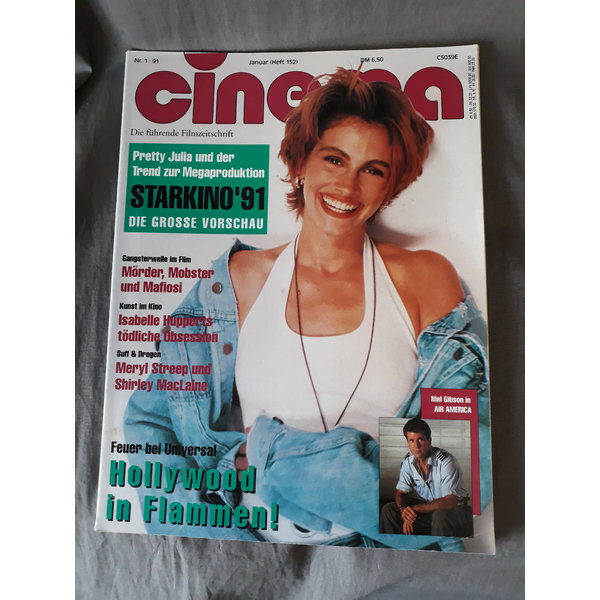 Nr. 1 · 91
Januar (Heft 152)
DM 6,50
C5039E
cinema
Die führende Filmzeitschrift
Pretty Julia und der
Trend zur Megaproduktion
STARKINO'91
DIE GROSSE VORSCHAU
Gangsterwelle im Film
Mörder, Mobster
und Mafiosi
Kunst im Kino
Isabelle Hupperts
tödliche Obsession
Suff & Drogen
Meryl Streep und
Shirley MacLaine
Mel Gibson in
AIR AMERICA
Feuer bei Universal
Hollywood
in Flammen!